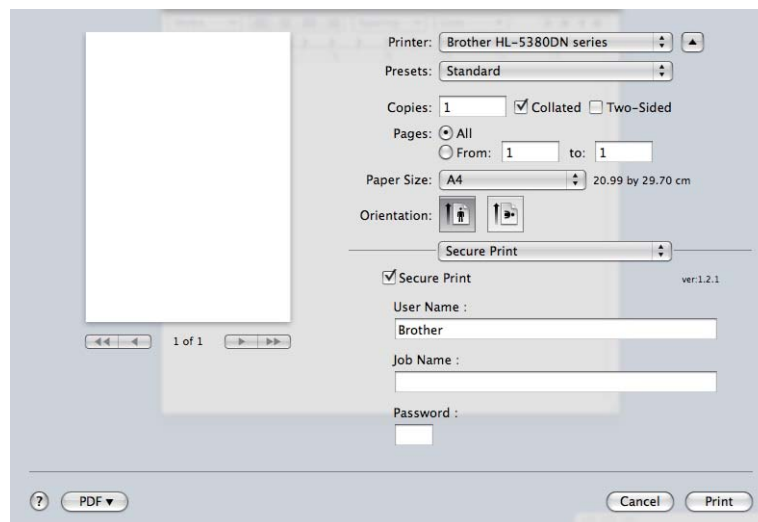 Printer: Brother HL-5380DN series
Presets: Standard
Copies: 1 Collated Two-Sided
Pages: All
From: 1 to: 1
Paper Size: A4 20.99 by 29.70 cm
Orientation:
Secure Print
Secure Print ver:1.2.1
User Name :
Brother
1 of 1
Job Name :
Password :
? PDF Cancel Print